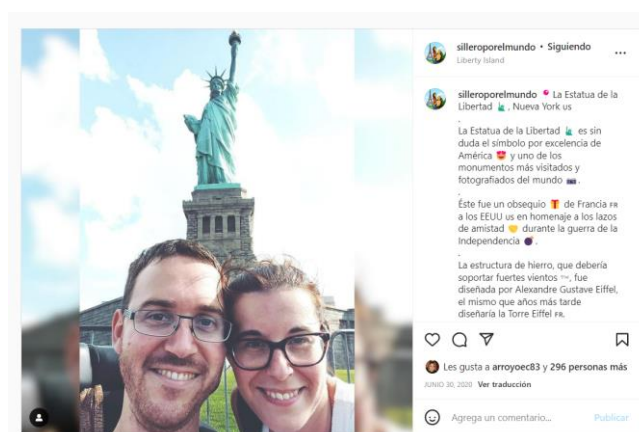 silleroporelmundo • Siguiendo
Liberty Island
silleroporelmundo 📍 La Estatua de la
Libertad 🗽 , Nueva York us
.
La Estatua de la Libertad 🗽 es sin
duda el símbolo por excelencia de
América 😍 y uno de los
monumentos más visitados y
fotografiados del mundo 📷 .
.
Éste fue un obsequio 🎁 de Francia FR
a los EEUU us en homenaje a los lazos
de amistad 💛 durante la guerra de la
Independencia 💣 .
.
La estructura de hierro, que debería
soportar fuertes vientos 🌬, fue
diseñada por Alexandre Gustave Eiffel,
el mismo que años más tarde
diseñaría la Torre Eiffel FR.
Les gusta a arroyoec83 y 296 personas más
JUNIO 30, 2020 Ver traducción
Agrega un comentario... Publicar